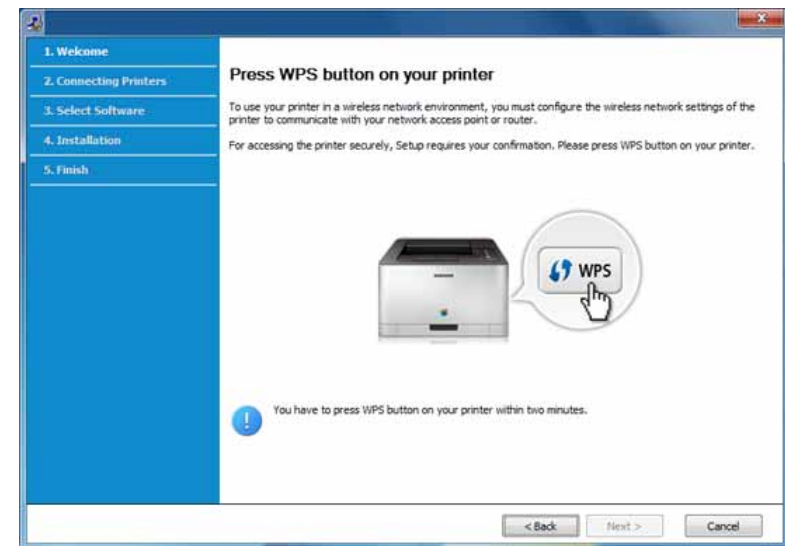 1. Welcome
2. Connecting Printers
3. Select Software
4. Installation
5. Finish
Press WPS button on your printer
To use your printer in a wireless network environment, you must configure the wireless network settings of the
printer to communicate with your network access point or router.
For accessing the printer securely, Setup requires your confirmation. Please press WPS button on your printer.
WPS
You have to press WPS button on your printer within two minutes.
< Back
Next >
Cancel